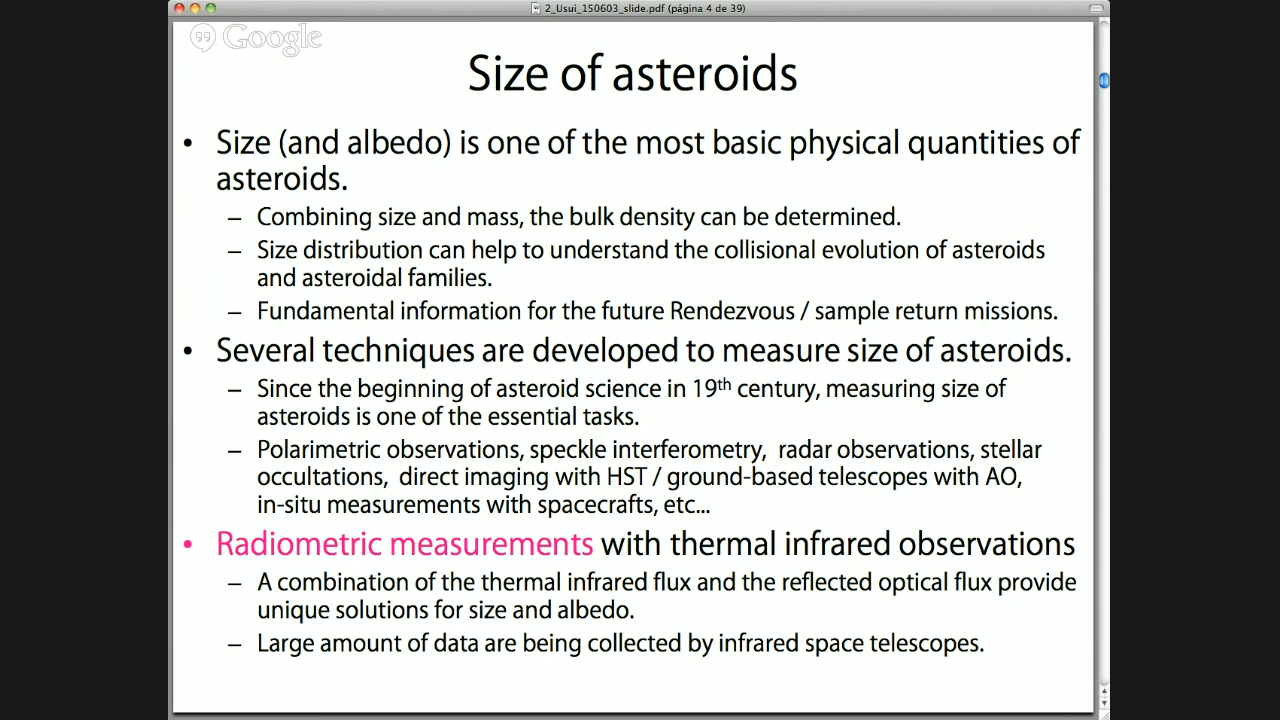 2_Usui_150603_slide.pdf (página 4 de 39)
Google
Size of asteroids
• Size (and albedo) is one of the most basic physical quantities of
asteroids.
– Combining size and mass, the bulk density can be determined.
– Size distribution can help to understand the collisional evolution of asteroids
and asteroidal families.
– Fundamental information for the future Rendezvous / sample return missions.
• Several techniques are developed to measure size of asteroids.
– Since the beginning of asteroid science in 19th century, measuring size of
asteroids is one of the essential tasks.
– Polarimetric observations, speckle interferometry, radar observations, stellar
occultations, direct imaging with HST / ground-based telescopes with AO,
in-situ measurements with spacecrafts, etc...
• Radiometric measurements with thermal infrared observations
– A combination of the thermal infrared flux and the reflected optical flux provide
unique solutions for size and albedo.
– Large amount of data are being collected by infrared space telescopes.